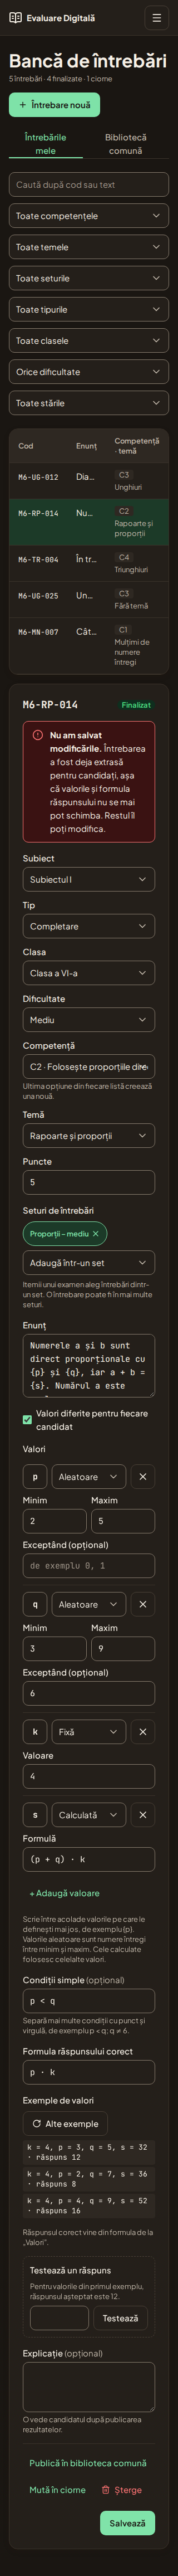 Evaluare Digitală
Bancă de întrebări
5 întrebări · 4 finalizate · 1 ciorne
+ Întrebare nouă
Întrebările mele
Bibliotecă comună
Caută după cod sau text
Toate competențele
Toate temele
Toate seturile
Toate tipurile
Toate clasele
Orice dificultate
Toate stările
Cod Enunț Competență · temă
M6-UG-012 Dia… C3
Unghiuri
M6-RP-014 Nu… C2
Rapoarte și proporții
M6-TR-004 În tr… C4
Triunghiuri
M6-UG-025 Un… C3
Fără temă
M6-MN-007 Cât… C1
Mulțimi de numere întregi
M6-RP-014 Finalizat
Nu am salvat
modificările. Întrebarea
a fost deja extrasă
pentru candidați, așa
că valorile și formula
răspunsului nu se mai
pot schimba. Restul îl
poți modifica.
Subiect
Subiectul I
Tip
Completare
Clasa
Clasa a VI-a
Dificultate
Mediu
Competență
C2 · Folosește proporțiile
Ultima opțiune din fiecare listă creează
una nouă.
Temă
Rapoarte și proporții
Puncte
5
Seturi de întrebări
Proporții – mediu ×
Adaugă într-un set
Itemii unui examen aleg întrebări dintr-
un set. O întrebare poate fi în mai multe
seturi.
Enunț
Numerele a și b sunt
direct proporționale cu
{p} și {q}, iar a + b =
{s}. Numărul a este
Valori diferite pentru fiecare
candidat
Valori
p Aleatoare
Minim Maxim
2 5
Exceptând (opțional)
de exemplu 0, 1
q Aleatoare
Minim Maxim
3 9
Exceptând (opțional)
6
k Fixă
Valoare
4
s Calculată
Formulă
(p + q) · k
+ Adaugă valoare
Scrie între acolade valorile pe care le
definești mai jos, de exemplu {p}.
Valorile aleatoare sunt numere întregi
între minim și maxim. Cele calculate
folosesc celelalte valori.
Condiții simple (opțional)
p < q
Separă mai multe condiții cu punct și
virgulă, de exemplu p < q; q ≠ 6.
Formula răspunsului corect
p · k
Exemple de valori
Alte exemple
k = 4, p = 3, q = 5, s = 32
· răspuns 12
k = 4, p = 2, q = 7, s = 36
· răspuns 8
k = 4, p = 4, q = 9, s = 52
· răspuns 16
Răspunsul corect vine din formula de la
„Valori”.
Testează un răspuns
Pentru valorile din primul exemplu,
răspunsul așteptat este 12.
Testează
Explicație (opțional)
O vede candidatul după publicarea
rezultatelor.
Publică în biblioteca comună
Mută în ciorne Șterge
Salvează